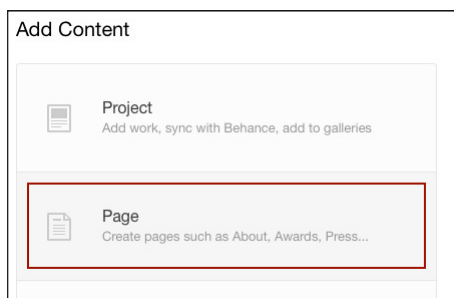 Add Content
Project
Add work, sync with Behance, add to galleries
Page
Create pages such as About, Awards, Press...